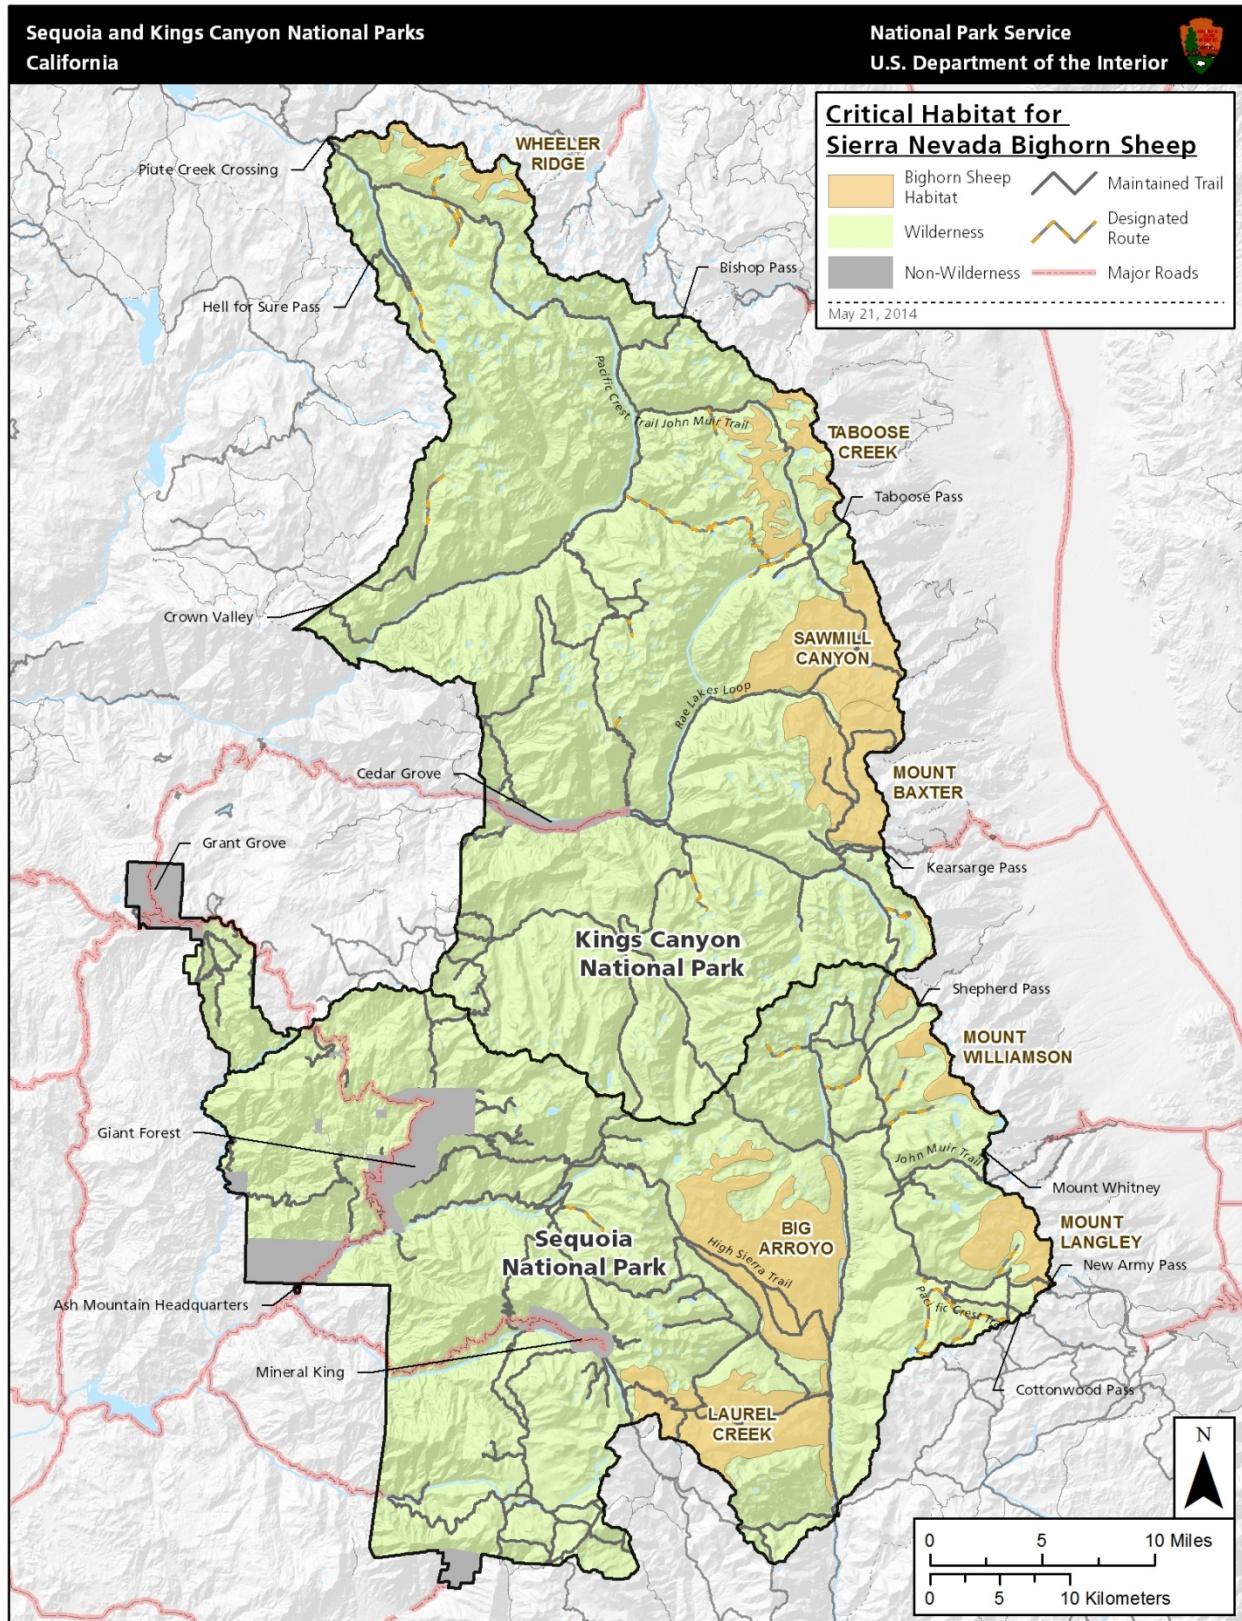 Sequoia and Kings Canyon National Parks
California
National Park Service
U.S. Department of the Interior
Critical Habitat for
Sierra Nevada Bighorn Sheep
Bighorn Sheep
Habitat
Maintained Trail
Wilderness
Designated
Route
Non-Wilderness
Major Roads
May 21, 2014
WHEELER
RIDGE
Piute Creek Crossing
Bishop Pass
Hell for Sure Pass
Pacific Crest Trail John Muir Trail
TABOOSE
CREEK
Taboose Pass
Crown Valley
SAWMILL
CANYON
Rae Lakes Loop
Cedar Grove
MOUNT
BAXTER
Grant Grove
Kearsarge Pass
Kings Canyon
National Park
Shepherd Pass
MOUNT
WILLIAMSON
Giant Forest
John Muir Trail
Mount Whitney
BIG
ARROYO
MOUNT
LANGLEY
Sequoia
National Park
High Sierra Trail
New Army Pass
Ash Mountain Headquarters
Pacific Crest Trail
Mineral King
Cottonwood Pass
LAUREL
CREEK
N
0 5 10 Miles
0 5 10 Kilometers